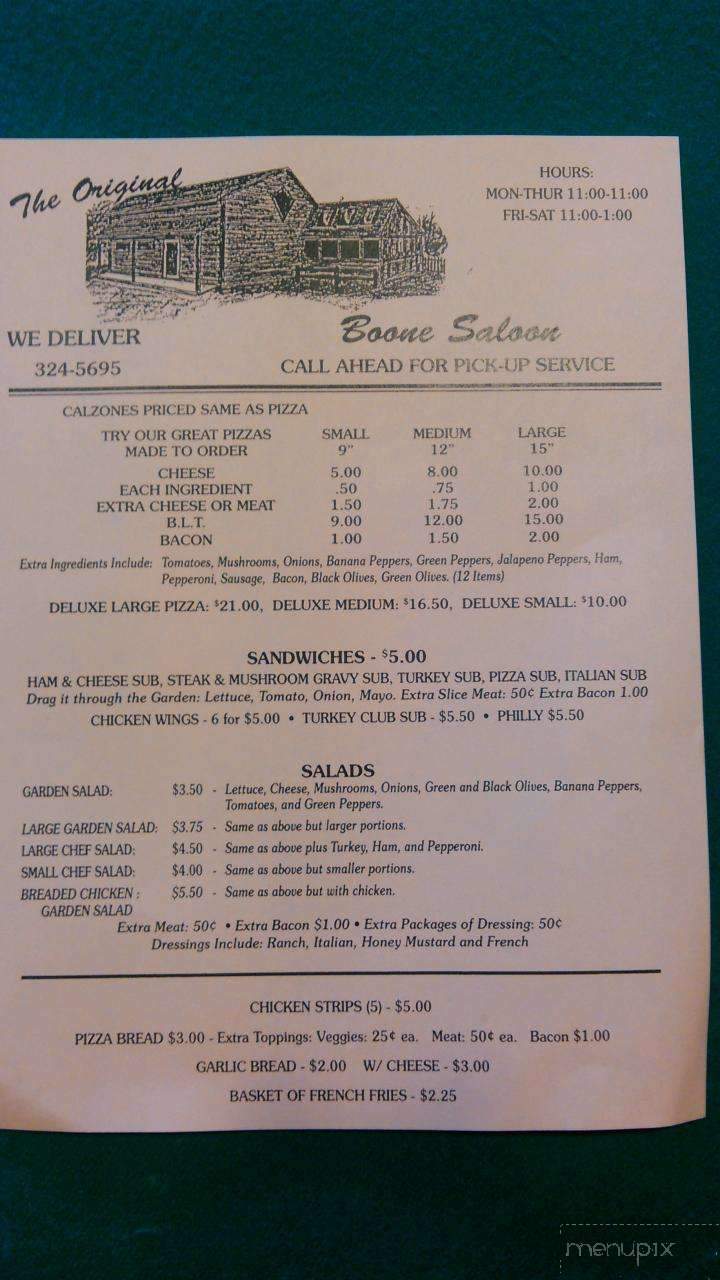 The Original
HOURS:
MON-THUR 11:00-11:00
FRI-SAT 11:00-1:00
WE DELIVER
324-5695
Boone Saloon
CALL AHEAD FOR PICK-UP SERVICE
CALZONES PRICED SAME AS PIZZA
TRY OUR GREAT PIZZAS SMALL MEDIUM LARGE
MADE TO ORDER 9" 12" 15"
CHEESE 5.00 8.00 10.00
EACH INGREDIENT .50 .75 1.00
EXTRA CHEESE OR MEAT 1.50 1.75 2.00
B.L.T. 9.00 12.00 15.00
BACON 1.00 1.50 2.00
Extra Ingredients Include: Tomatoes, Mushrooms, Onions, Banana Peppers, Green Peppers, Jalapeno Peppers, Ham,
Pepperoni, Sausage, Bacon, Black Olives, Green Olives. (12 Items)
DELUXE LARGE PIZZA: $21.00, DELUXE MEDIUM: $16.50, DELUXE SMALL: $10.00
SANDWICHES - $5.00
HAM & CHEESE SUB, STEAK & MUSHROOM GRAVY SUB, TURKEY SUB, PIZZA SUB, ITALIAN SUB
Drag it through the Garden: Lettuce, Tomato, Onion, Mayo. Extra Slice Meat: 50¢ Extra Bacon 1.00
CHICKEN WINGS - 6 for $5.00 • TURKEY CLUB SUB - $5.50 • PHILLY $5.50
SALADS
GARDEN SALAD: $3.50 - Lettuce, Cheese, Mushrooms, Onions, Green and Black Olives, Banana Peppers,
Tomatoes, and Green Peppers.
LARGE GARDEN SALAD: $3.75 - Same as above but larger portions.
LARGE CHEF SALAD: $4.50 - Same as above plus Turkey, Ham, and Pepperoni.
SMALL CHEF SALAD: $4.00 - Same as above but smaller portions.
BREADED CHICKEN : $5.50 - Same as above but with chicken.
GARDEN SALAD
Extra Meat: 50¢ • Extra Bacon $1.00 • Extra Packages of Dressing: 50¢
Dressings Include: Ranch, Italian, Honey Mustard and French
CHICKEN STRIPS (5) - $5.00
PIZZA BREAD $3.00 - Extra Toppings: Veggies: 25¢ ea. Meat: 50¢ ea. Bacon $1.00
GARLIC BREAD - $2.00 W/ CHEESE - $3.00
BASKET OF FRENCH FRIES - $2.25
menupix